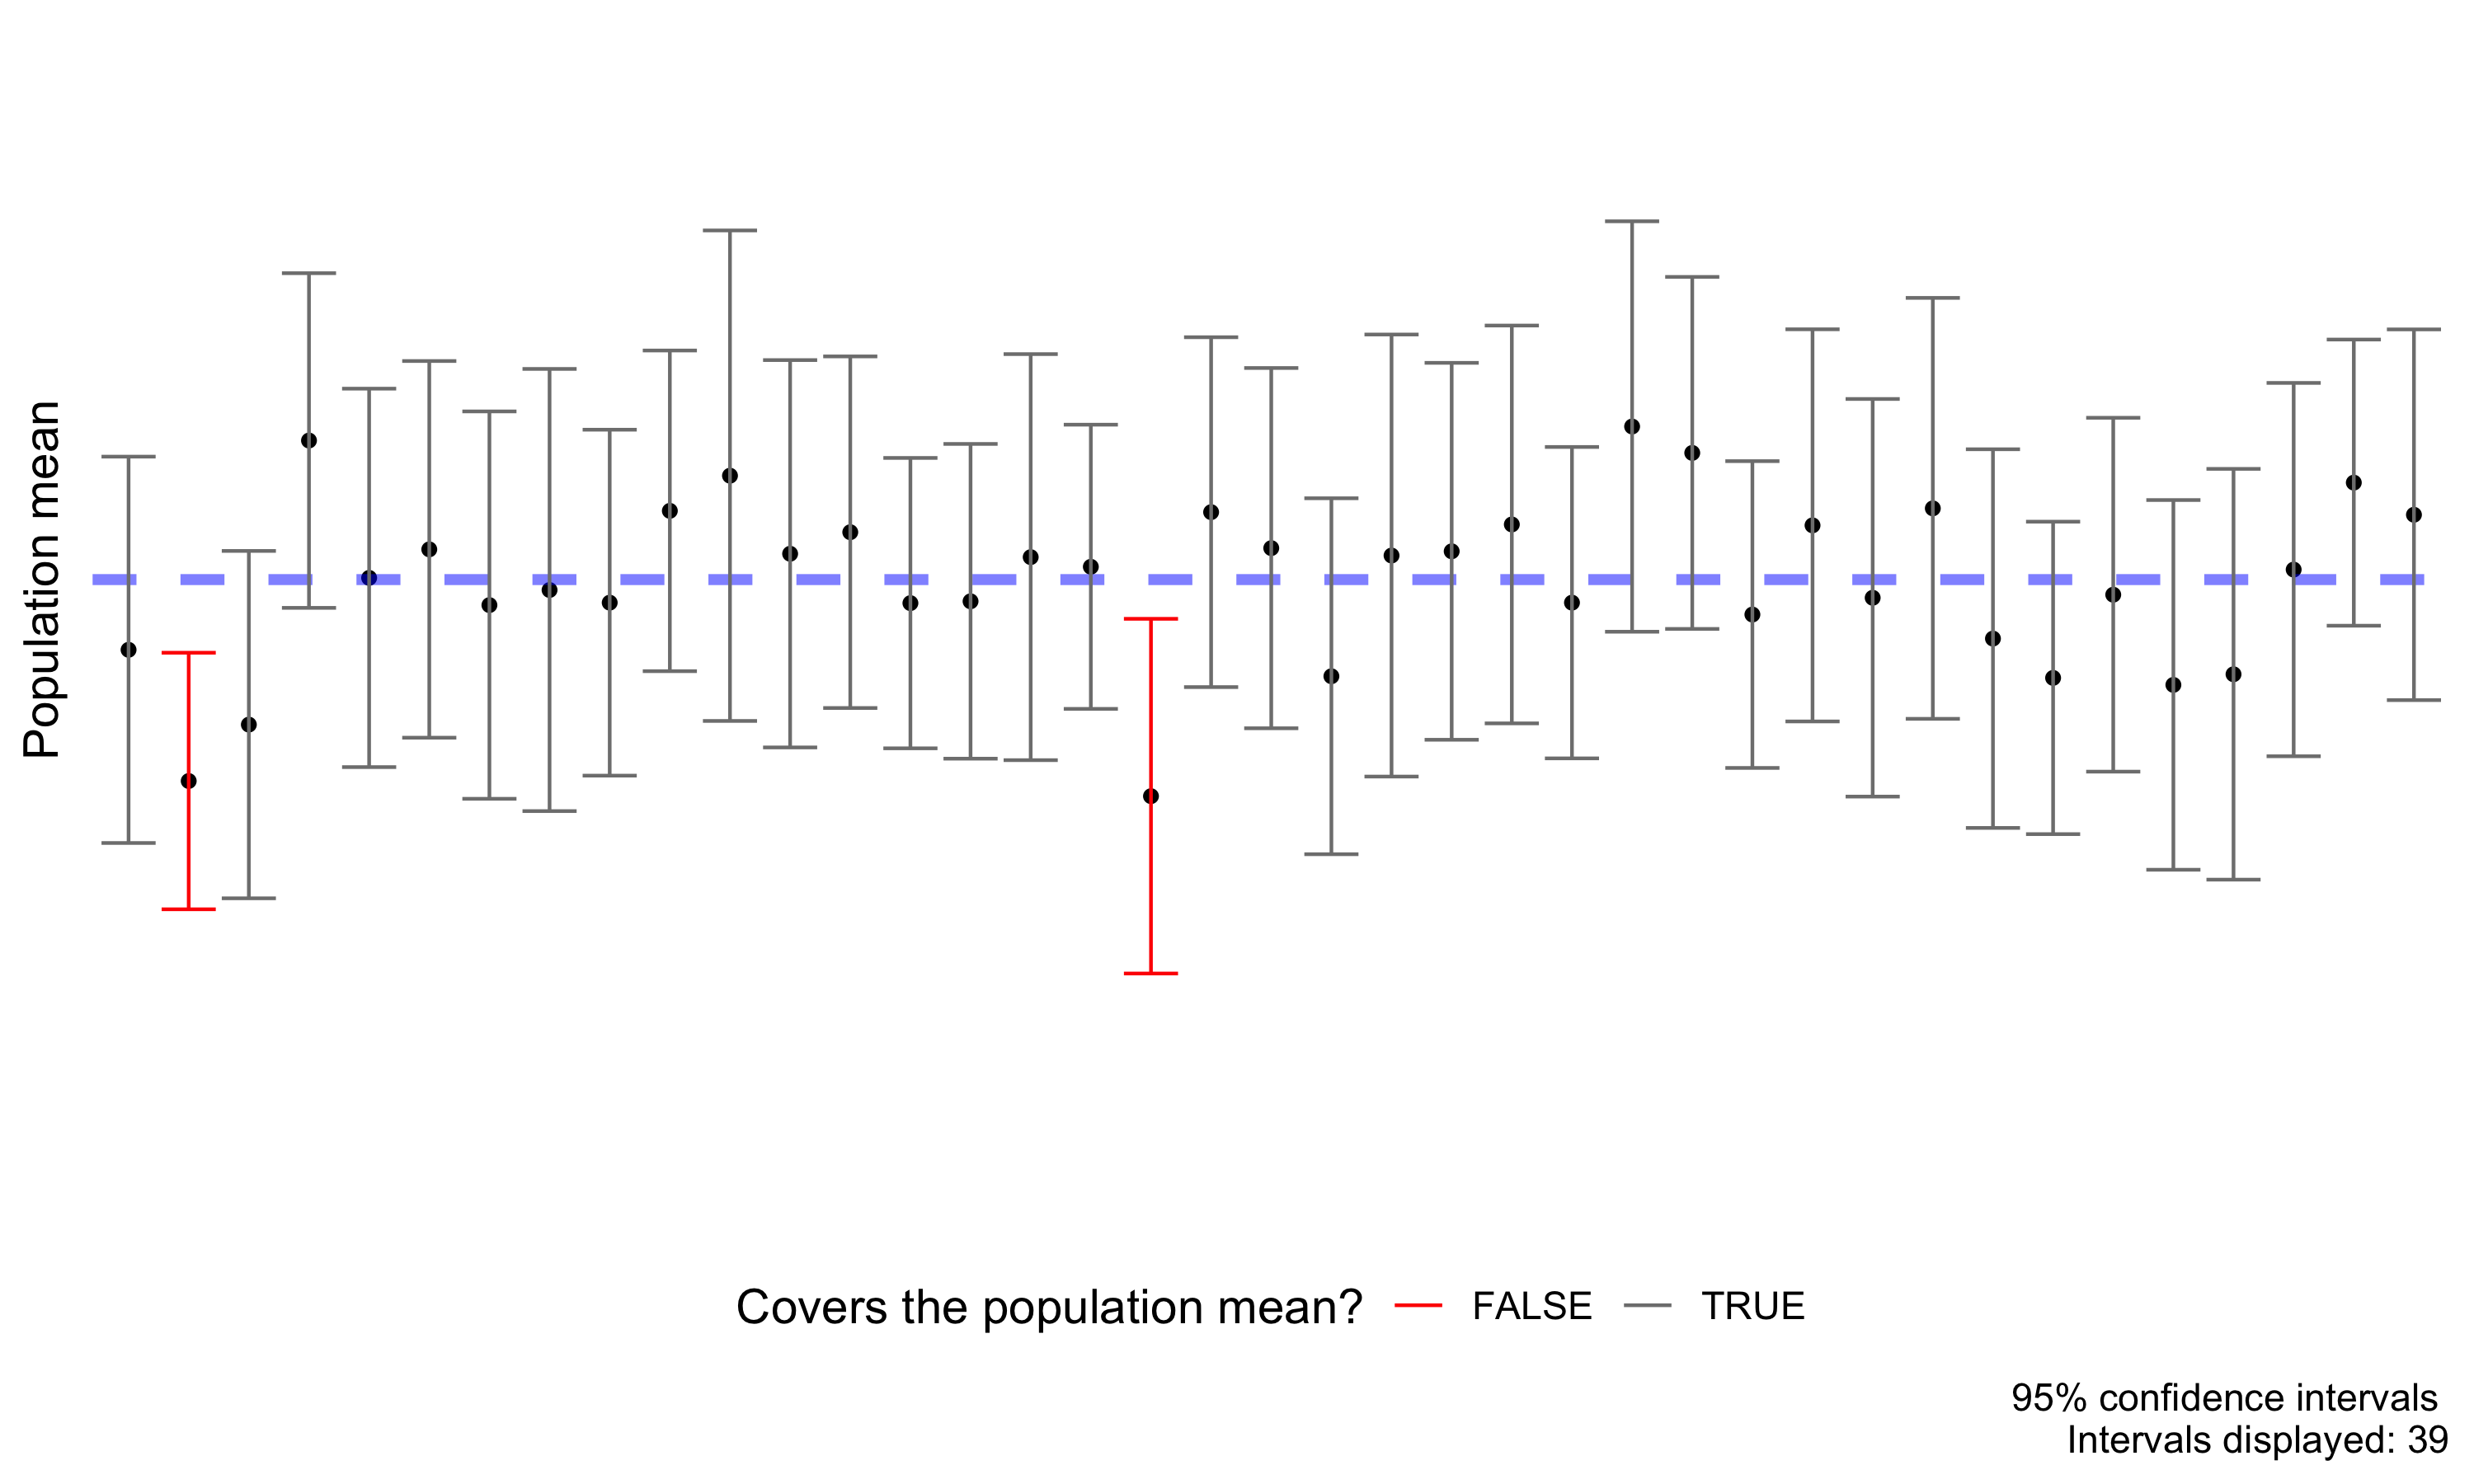 Population mean
Covers the population mean? FALSE TRUE
95% confidence intervals
Intervals displayed: 39